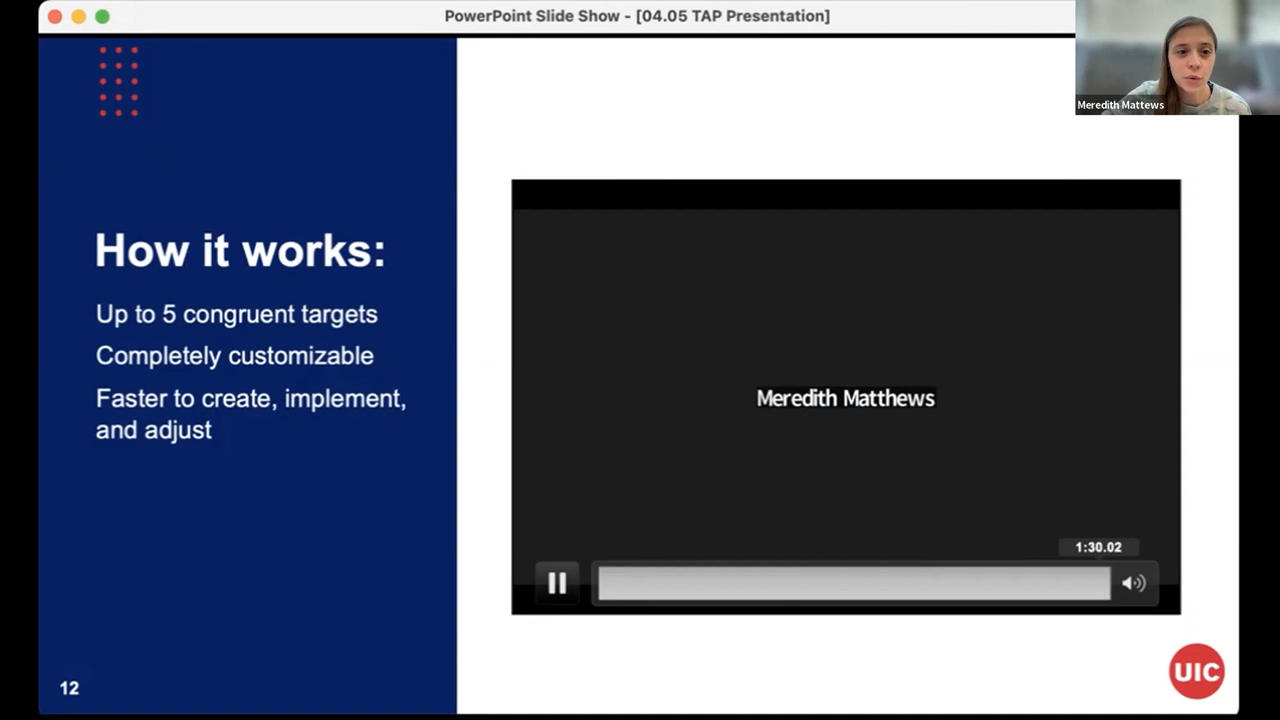 PowerPoint Slide Show - [04.05 TAP Presentation]
Meredith Mattews
How it works:
Up to 5 congruent targets
Completely customizable
Faster to create, implement,
and adjust
Meredith Matthews
1:30.02
12
UIC